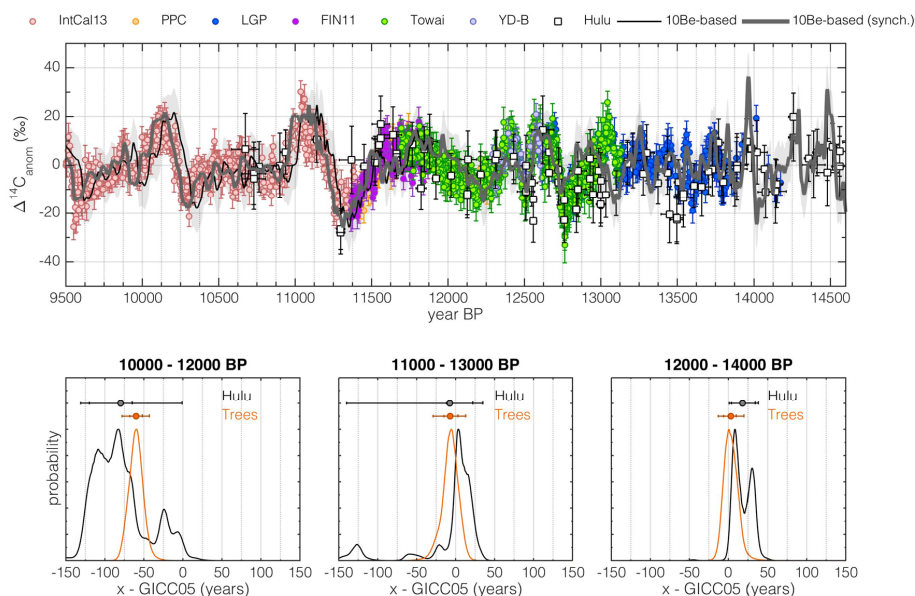 IntCal13 PPC LGP FIN11 Towai YD-B Hulu 10Be-based 10Be-based (synch.)
40
20
0
-20
-40
Δ¹⁴C anom (‰)
9500 10000 10500 11000 11500 12000 12500 13000 13500 14000 14500
year BP
10000 - 12000 BP 11000 - 13000 BP 12000 - 14000 BP
Hulu Hulu Hulu
Trees Trees Trees
probability
-150 -100 -50 0 50 100 150 -100 -50 0 50 100 150 -100 -50 0 50 100 150
x - GICC05 (years) x - GICC05 (years) x - GICC05 (years)